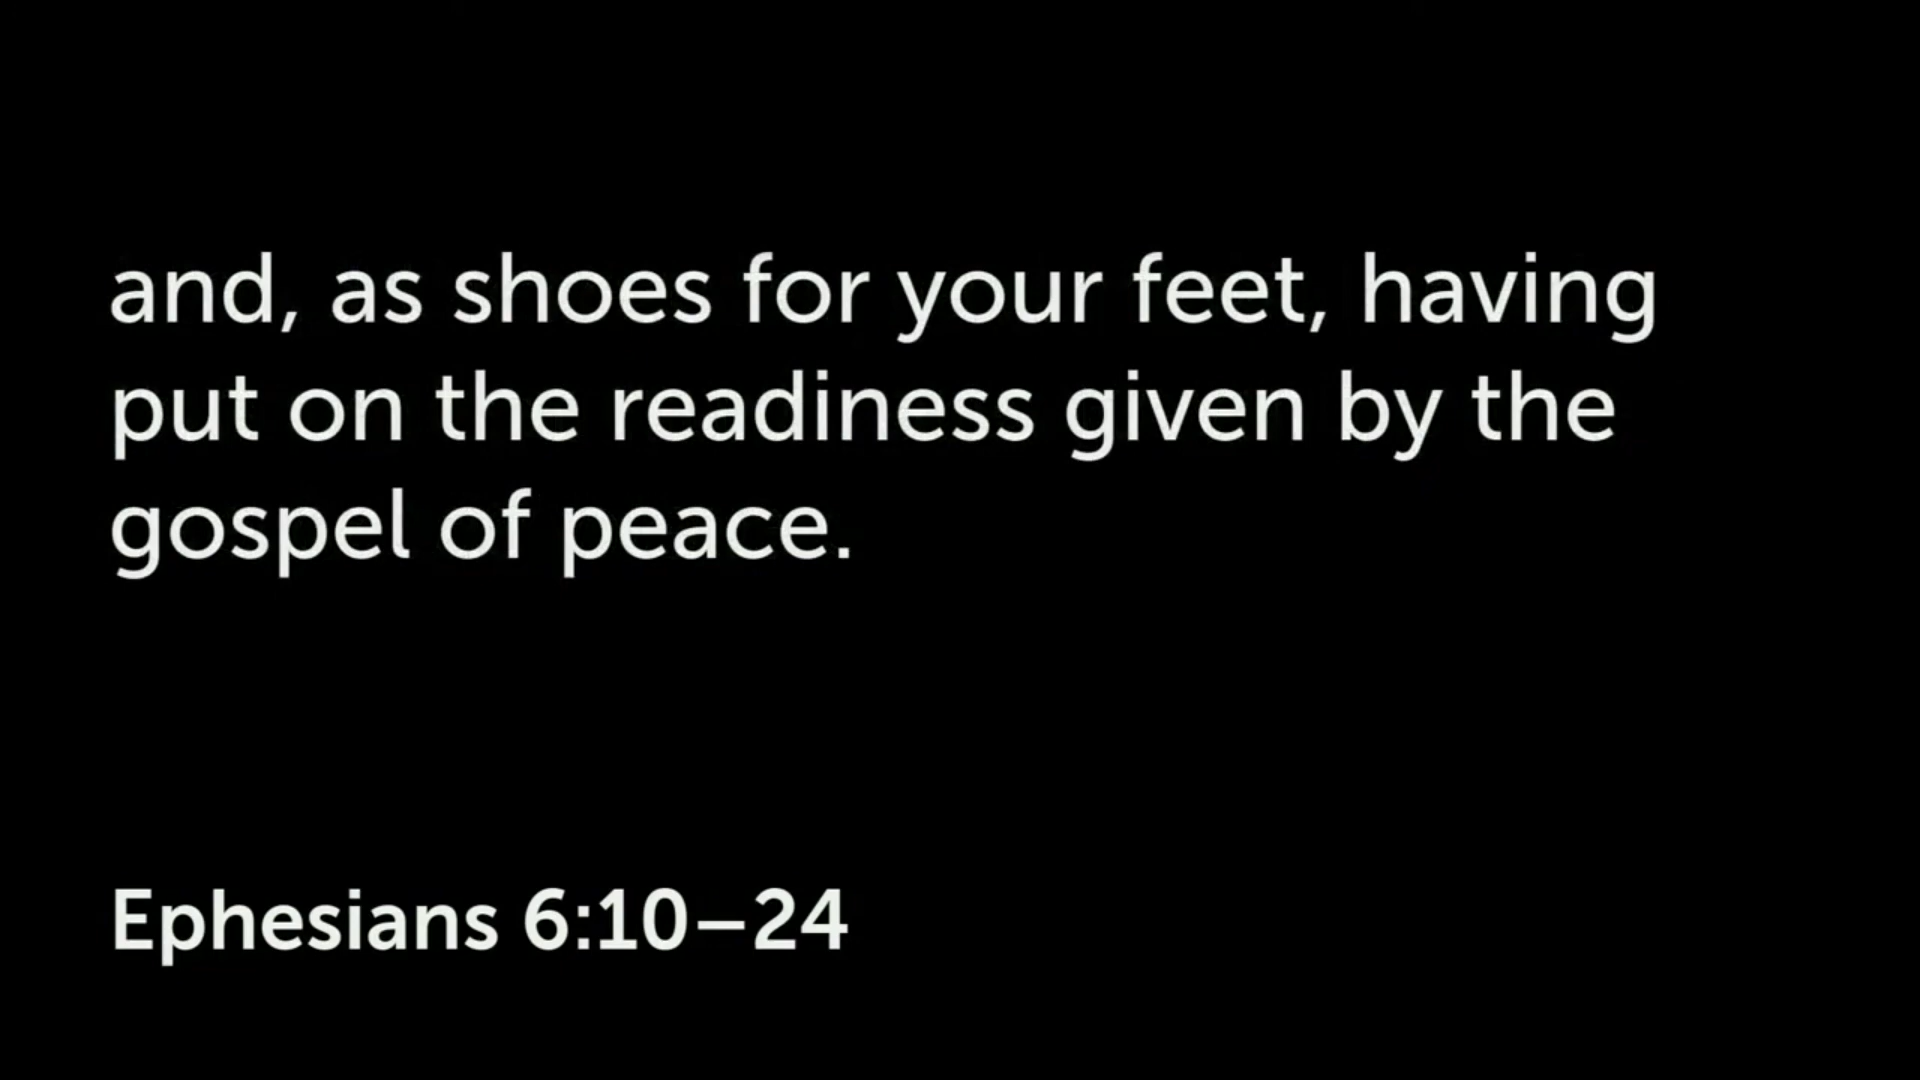 and, as shoes for your feet, having
put on the readiness given by the
gospel of peace.
Ephesians 6:10–24